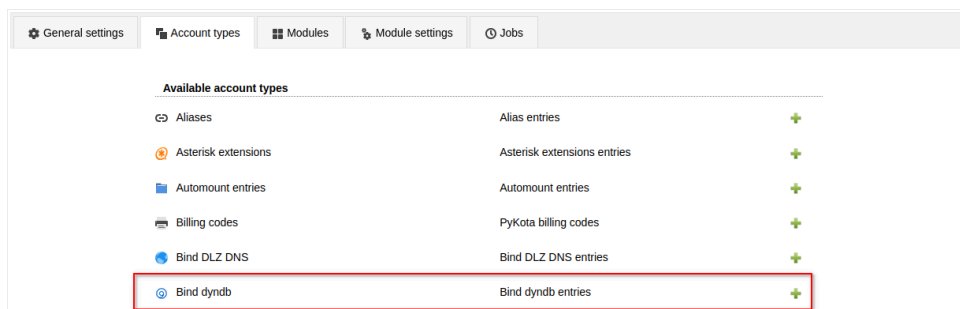 General settings Account types Modules Module settings Jobs
Available account types
Aliases Alias entries
Asterisk extensions Asterisk extensions entries
Automount entries Automount entries
Billing codes PyKota billing codes
Bind DLZ DNS Bind DLZ DNS entries
Bind dyndb Bind dyndb entries